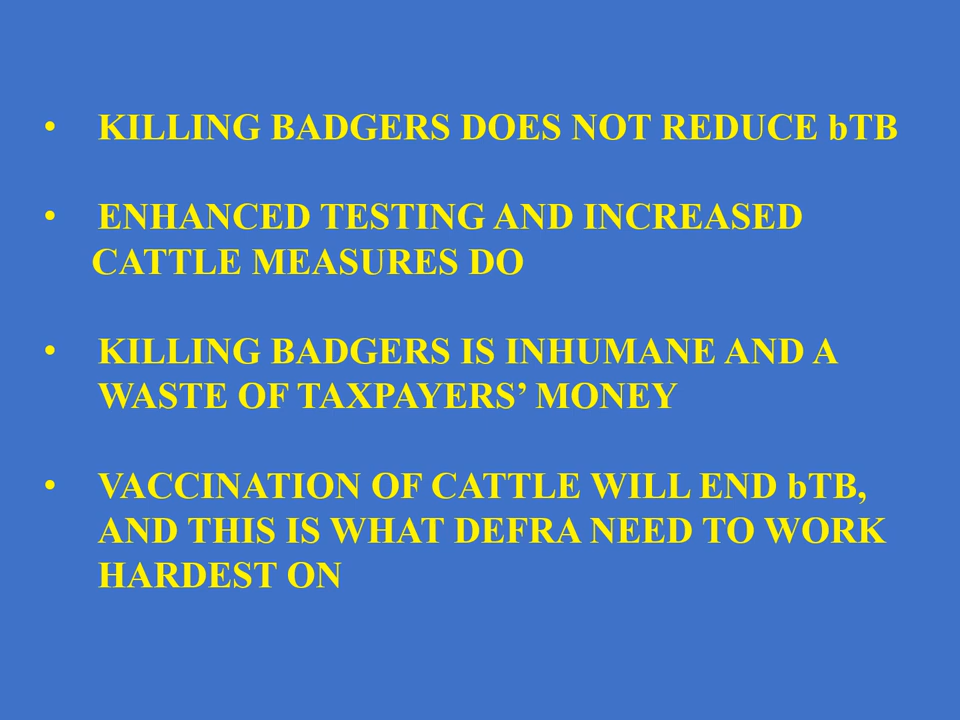 • KILLING BADGERS DOES NOT REDUCE bTB
• ENHANCED TESTING AND INCREASED
CATTLE MEASURES DO
• KILLING BADGERS IS INHUMANE AND A
WASTE OF TAXPAYERS’ MONEY
• VACCINATION OF CATTLE WILL END bTB,
AND THIS IS WHAT DEFRA NEED TO WORK
HARDEST ON